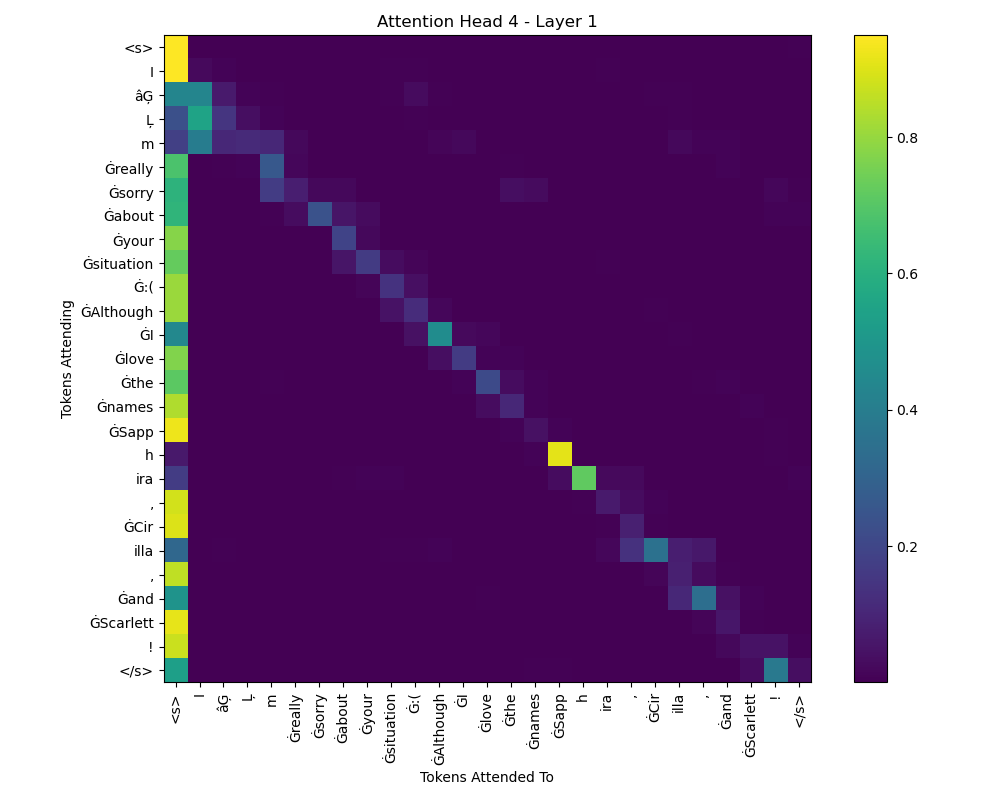 Attention Head 4 - Layer 1
<s>
I
âĢ
Ļ
m
Ġreally
Ġsorry
Ġabout
Ġyour
Ġsituation
Ġ:(
ĠAlthough
ĠI
Ġlove
Ġthe
Ġnames
ĠSapp
h
ira
,
ĠCir
illa
,
Ġand
ĠScarlett
!
</s>
Tokens Attending
<s>
I
âĢ
Ļ
m
Ġreally
Ġsorry
Ġabout
Ġyour
Ġsituation
Ġ:(
ĠAlthough
ĠI
Ġlove
Ġthe
Ġnames
ĠSapp
h
ira
,
ĠCir
illa
,
Ġand
ĠScarlett
!
</s>
Tokens Attended To
0.8
0.6
0.4
0.2